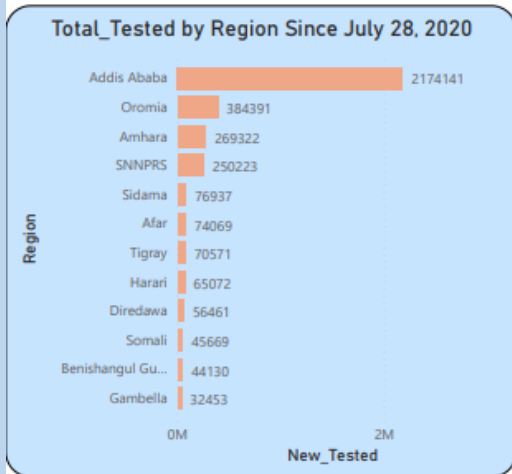 Total_Tested by Region Since July 28, 2020
Addis Ababa 2174141
Oromia 384391
Amhara 269322
SNNPRS 250223
Sidama 76937
Afar 74069
Tigray 70571
Harari 65072
Diredawa 56461
Somali 45669
Benishangul Gu... 44130
Gambella 32453
Region
0M 2M
New_Tested